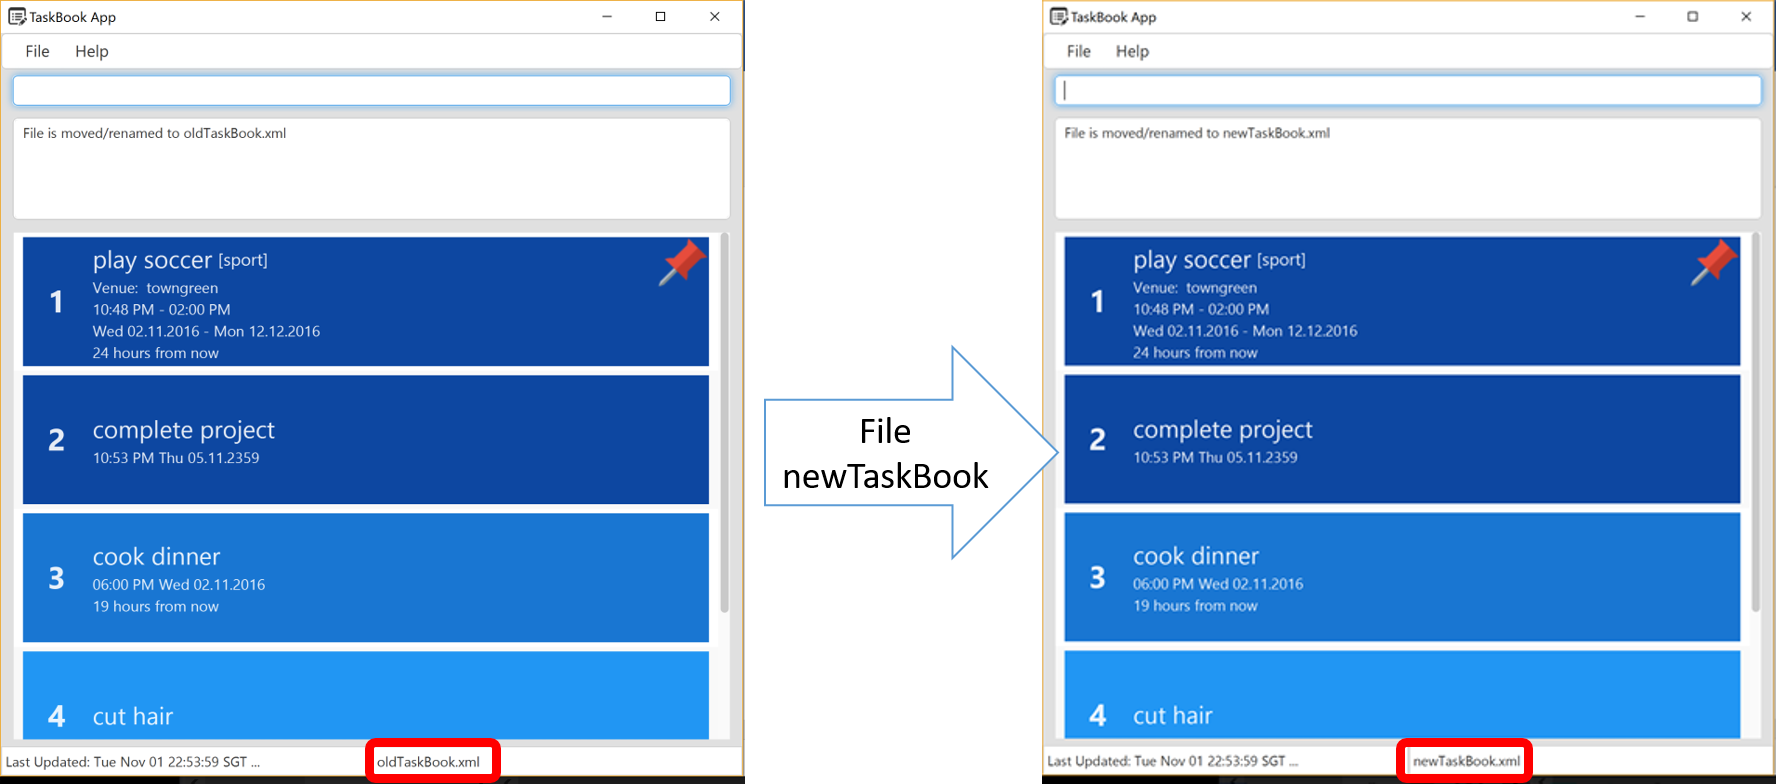 TaskBook App
File Help
File is moved/renamed to oldTaskBook.xml
1
play soccer [sport]
Venue: towngreen
10:48 PM - 02:00 PM
Wed 02.11.2016 - Mon 12.12.2016
24 hours from now
2
complete project
10:53 PM Thu 05.11.2359
3
cook dinner
06:00 PM Wed 02.11.2016
19 hours from now
4
cut hair
Last Updated: Tue Nov 01 22:53:59 SGT ...
oldTaskBook.xml
File
newTaskBook
TaskBook App
File Help
File is moved/renamed to newTaskBook.xml
1
play soccer [sport]
Venue: towngreen
10:48 PM - 02:00 PM
Wed 02.11.2016 - Mon 12.12.2016
24 hours from now
2
complete project
10:53 PM Thu 05.11.2359
3
cook dinner
06:00 PM Wed 02.11.2016
19 hours from now
4
cut hair
Last Updated: Tue Nov 01 22:53:59 SGT ...
newTaskBook.xml